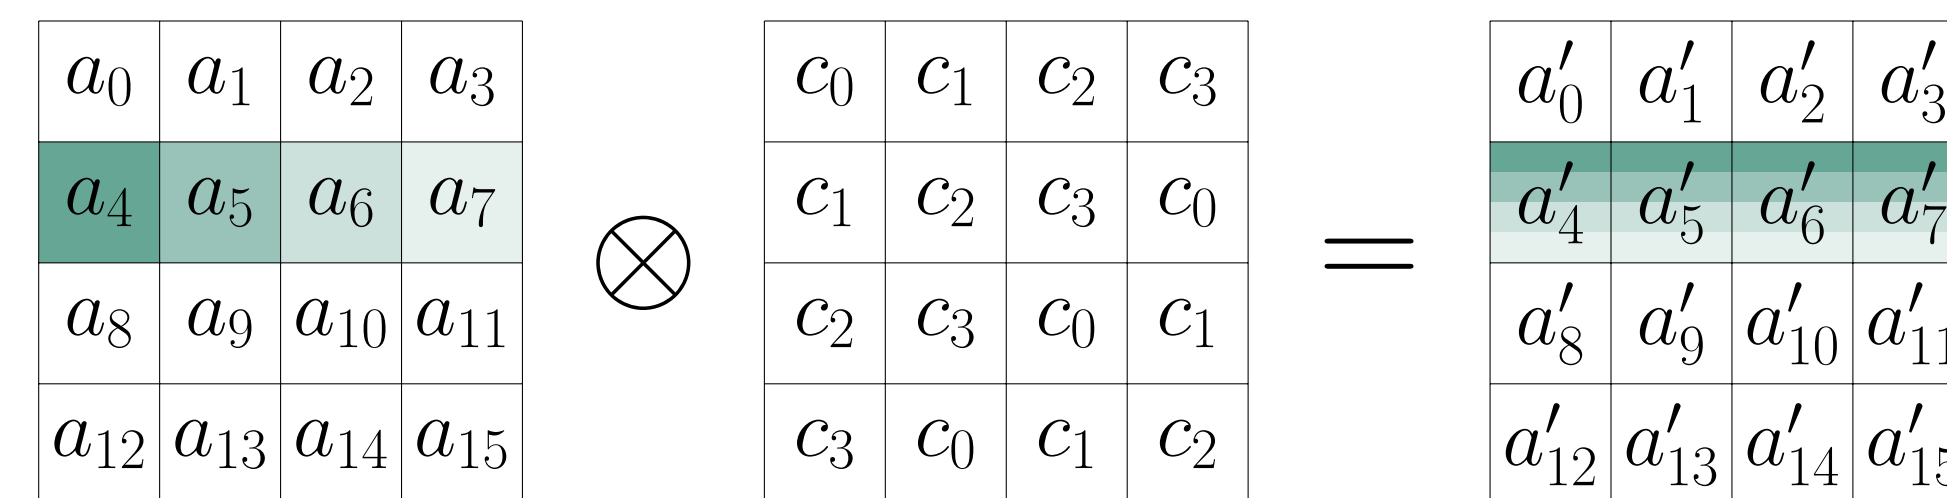 a₀ a₁ a₂ a₃ c₀ c₁ c₂ c₃ a′₀ a′₁ a′₂ a′₃
a₄ a₅ a₆ a₇ c₁ c₂ c₃ c₀ a′₄ a′₅ a′₆ a′₇
⊗ =
a₈ a₉ a₁₀ a₁₁ c₂ c₃ c₀ c₁ a′₈ a′₉ a′₁₀ a′₁₁
a₁₂ a₁₃ a₁₄ a₁₅ c₃ c₀ c₁ c₂ a′₁₂ a′₁₃ a′₁₄ a′₁₅